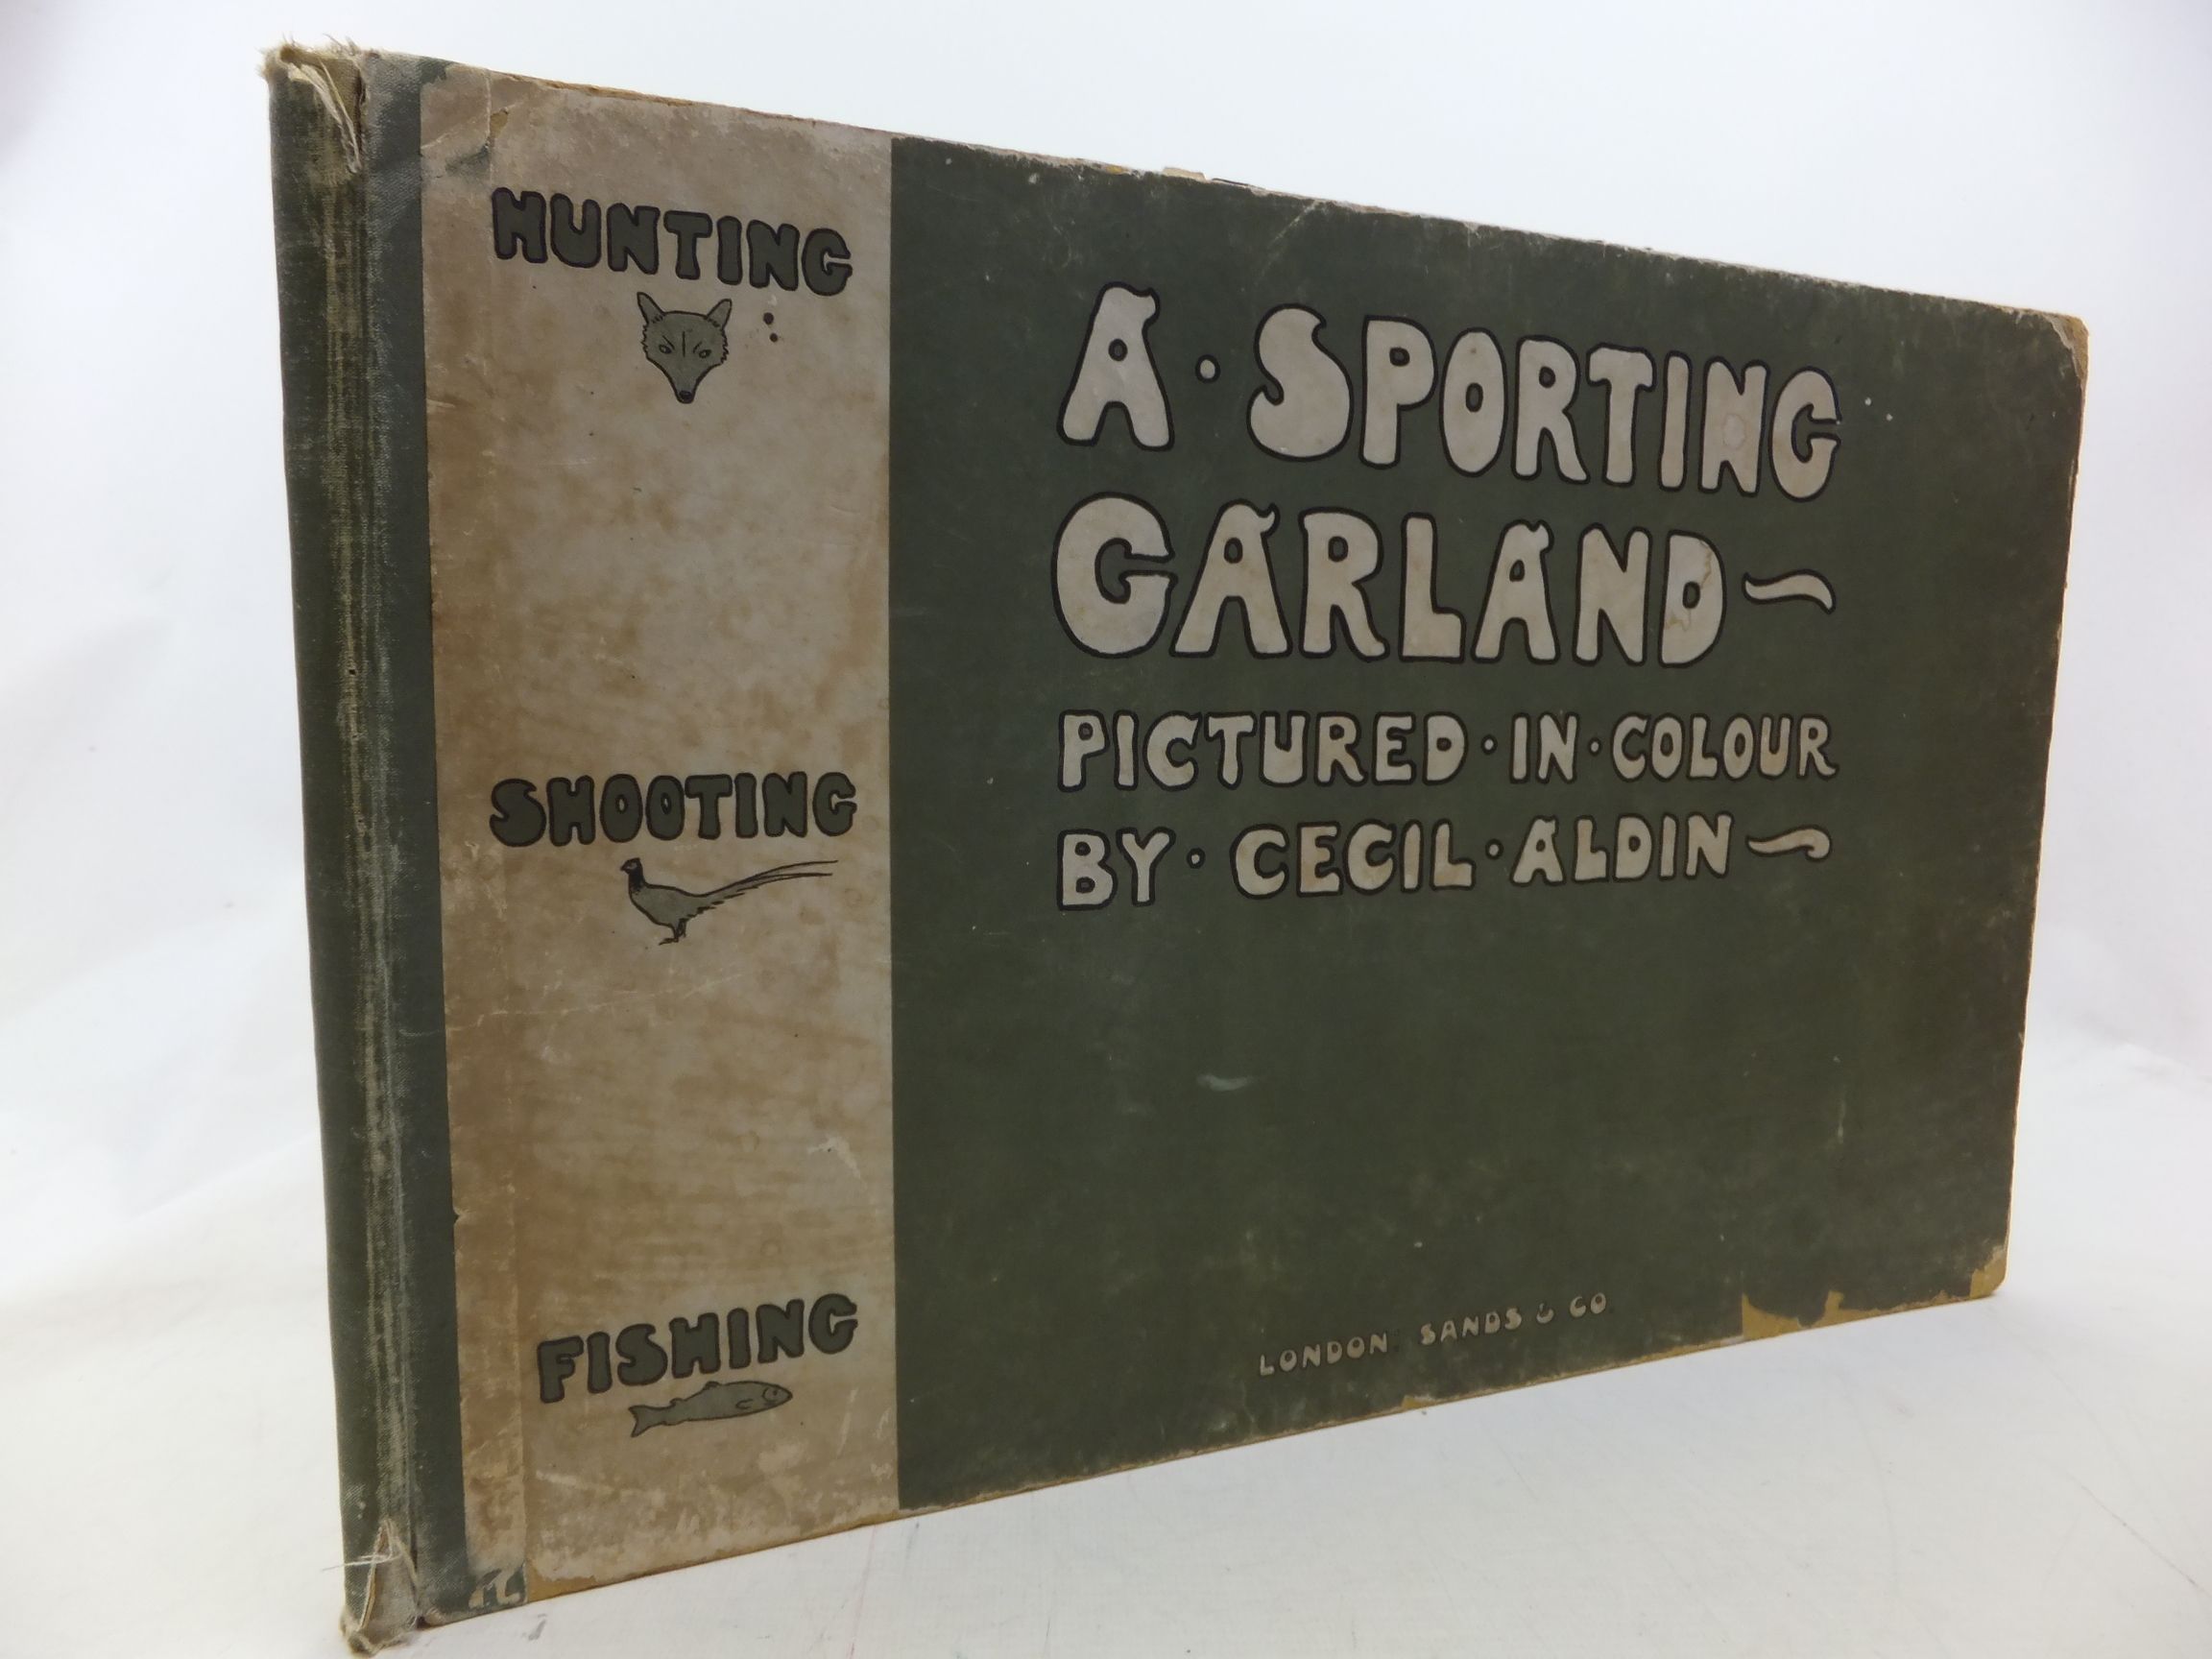 HUNTING
SHOOTING
FISHING
A · SPORTING
GARLAND
PICTURED · IN · COLOUR
BY · CECIL · ALDIN
LONDON: SANDS & CO.